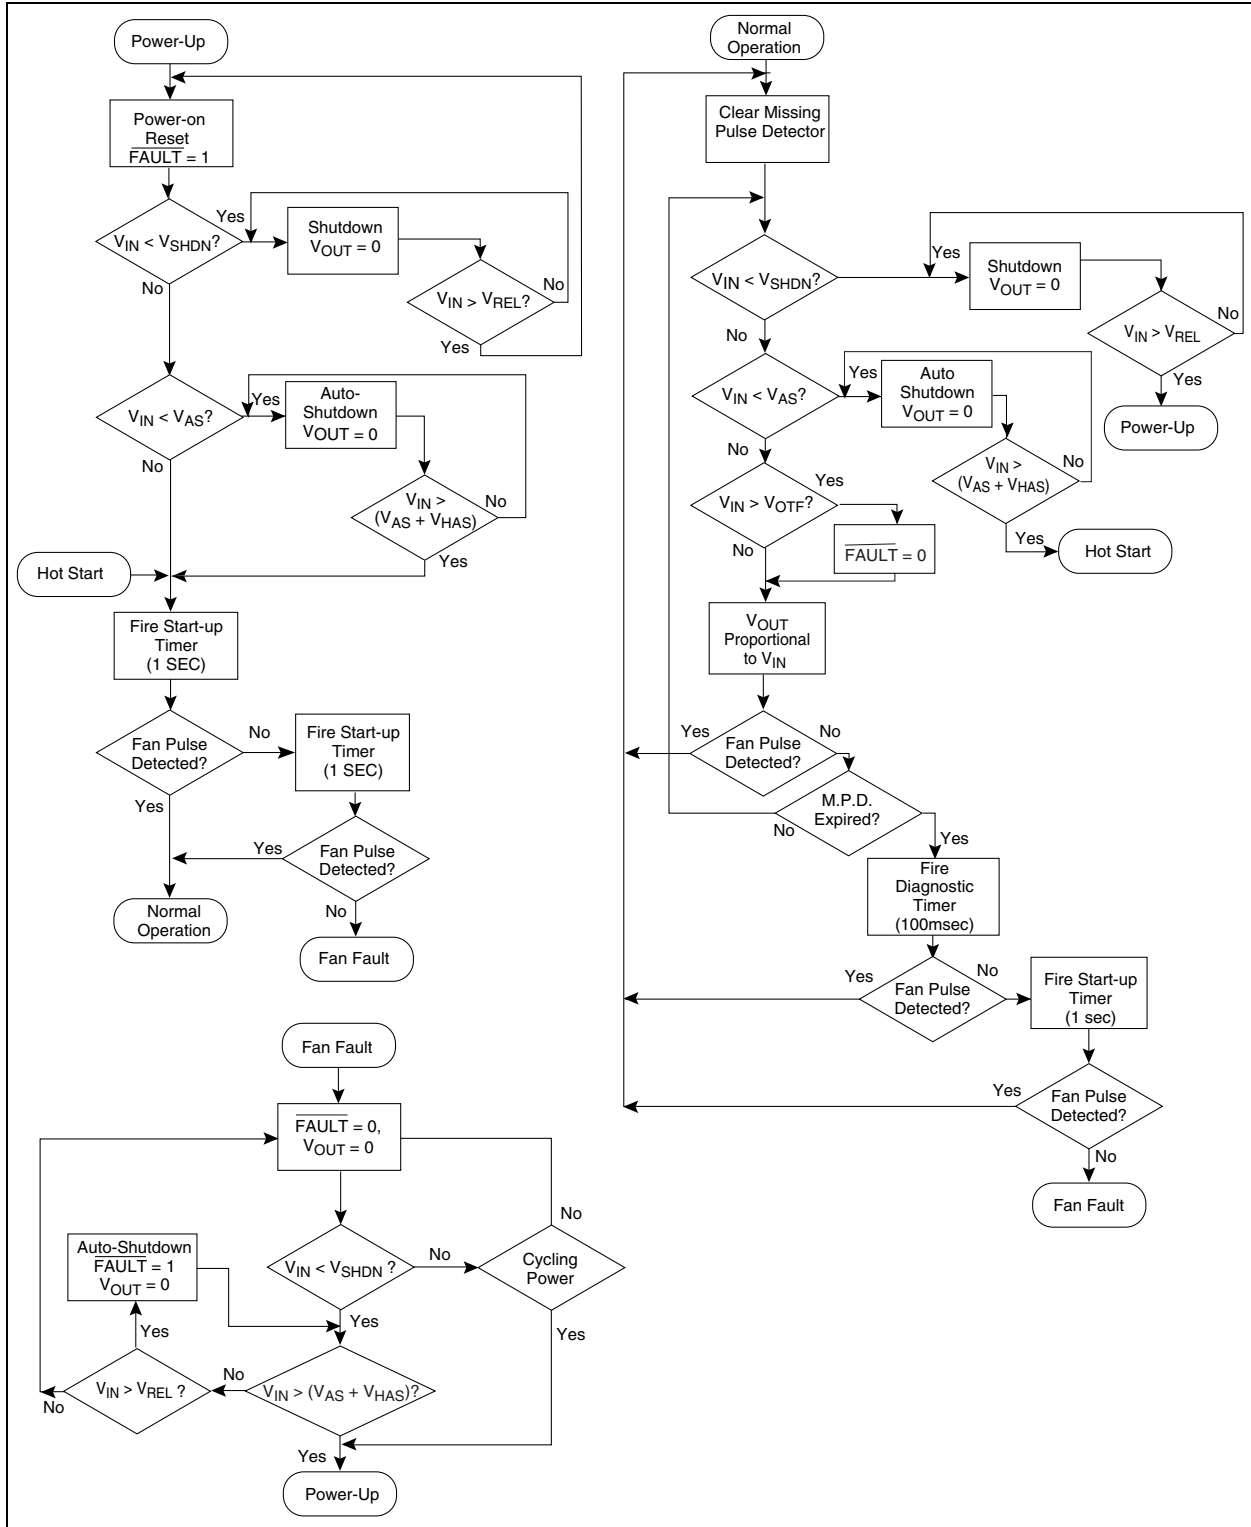 Power-Up
Power-on
Reset
FAULT = 1
VIN < VSHDN?
Yes
No
Shutdown
VOUT = 0
VIN > VREL?
No
Yes
VIN < VAS?
Yes
No
Auto-
Shutdown
VOUT = 0
VIN >
(VAS + VHAS)
No
Yes
Hot Start
Fire Start-up
Timer
(1 SEC)
Fan Pulse
Detected?
No
Yes
Fire Start-up
Timer
(1 SEC)
Fan Pulse
Detected?
Yes
No
Normal
Operation
Fan Fault
Fan Fault
FAULT = 0,
VOUT = 0
VIN < VSHDN ?
No
Yes
Cycling
Power
No
Yes
Auto-Shutdown
FAULT = 1
VOUT = 0
Yes
VIN > VREL ?
No
No
VIN > (VAS + VHAS)?
Yes
Power-Up
Normal
Operation
Clear Missing
Pulse Detector
VIN < VSHDN?
Yes
No
Shutdown
VOUT = 0
VIN > VREL
No
Yes
Power-Up
VIN < VAS?
Yes
No
Auto
Shutdown
VOUT = 0
VIN >
(VAS + VHAS)
No
Yes
Hot Start
VIN > VOTF?
Yes
No
FAULT = 0
VOUT
Proportional
to VIN
Fan Pulse
Detected?
Yes
No
M.P.D.
Expired?
No
Yes
Fire
Diagnostic
Timer
(100msec)
Fan Pulse
Detected?
Yes
No
Fire Start-up
Timer
(1 sec)
Fan Pulse
Detected?
Yes
No
Fan Fault